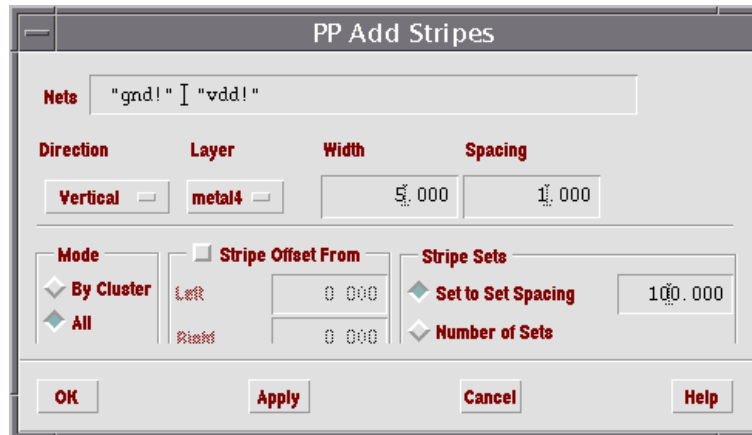 PP Add Stripes
Nets "gnd!" "vdd!"
Direction Layer Width Spacing
Vertical metal4 5.000 1.000
Mode Stripe Offset From Stripe Sets
By Cluster Left 0 000 Set to Set Spacing 100.000
All Right 0 000 Number of Sets
OK Apply Cancel Help